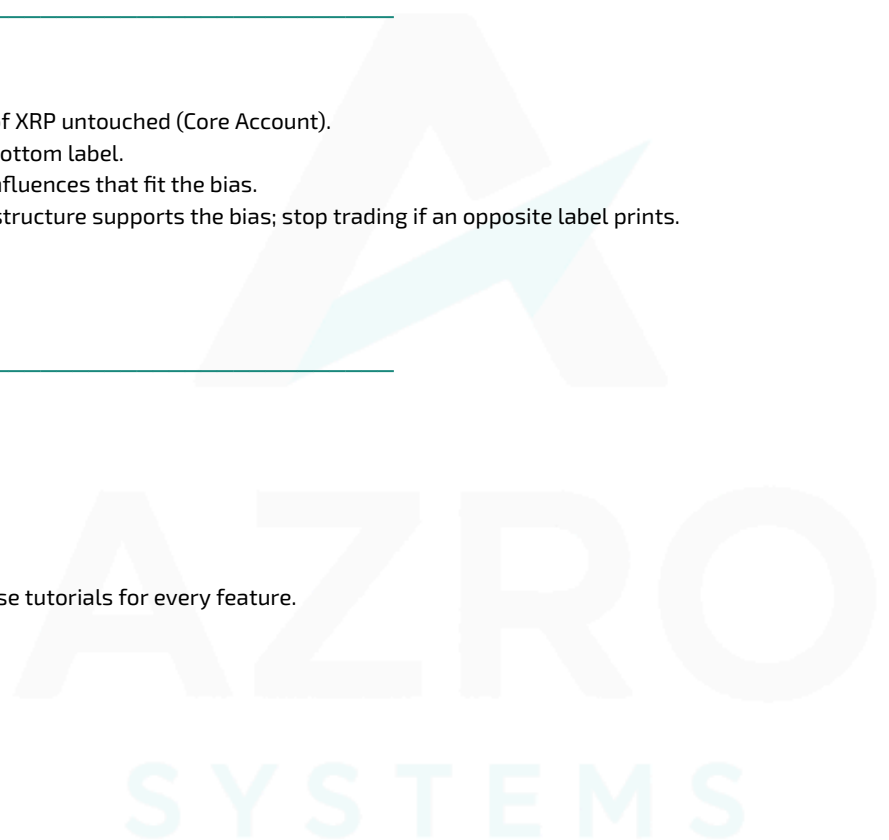 f XRP untouched (Core Account).
ottom label.
nfluences that fit the bias.
structure supports the bias; stop trading if an opposite label prints.
se tutorials for every feature.
AZRO
SYSTEMS